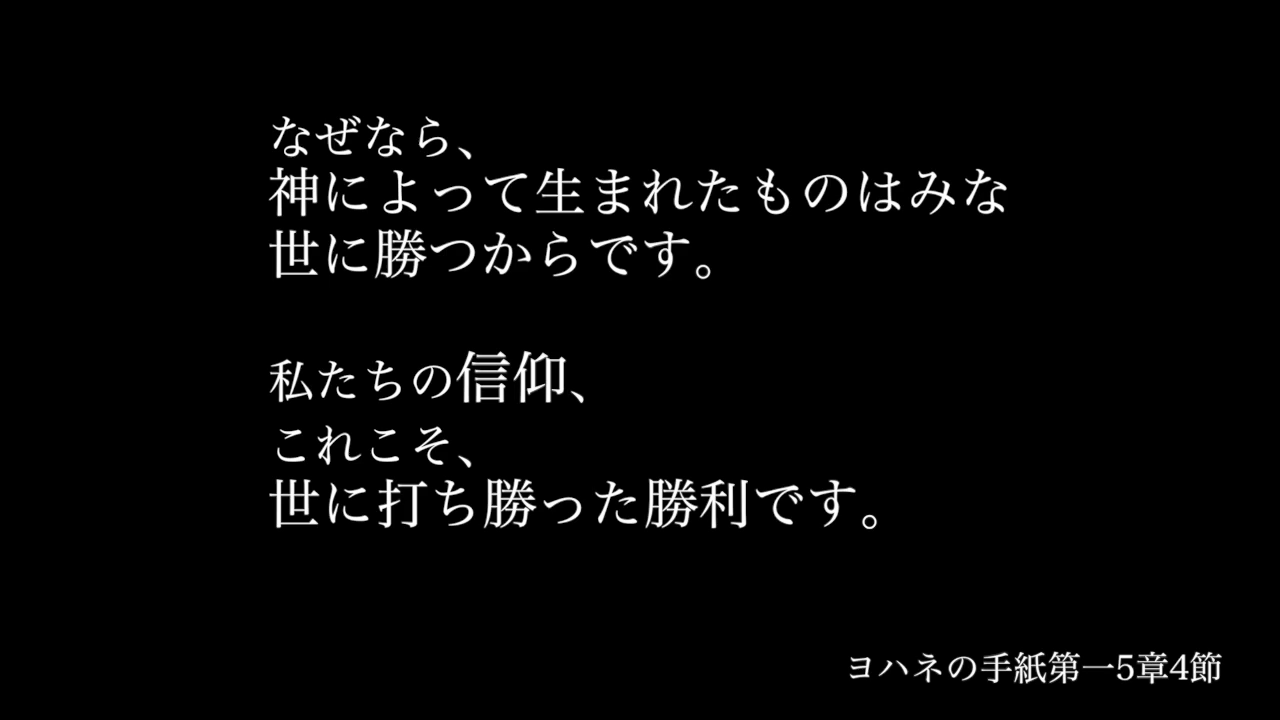 なぜなら、
神によって生まれたものはみな
世に勝つからです。
私たちの信仰、
これこそ、
世に打ち勝った勝利です。
ヨハネの手紙第一5章4節